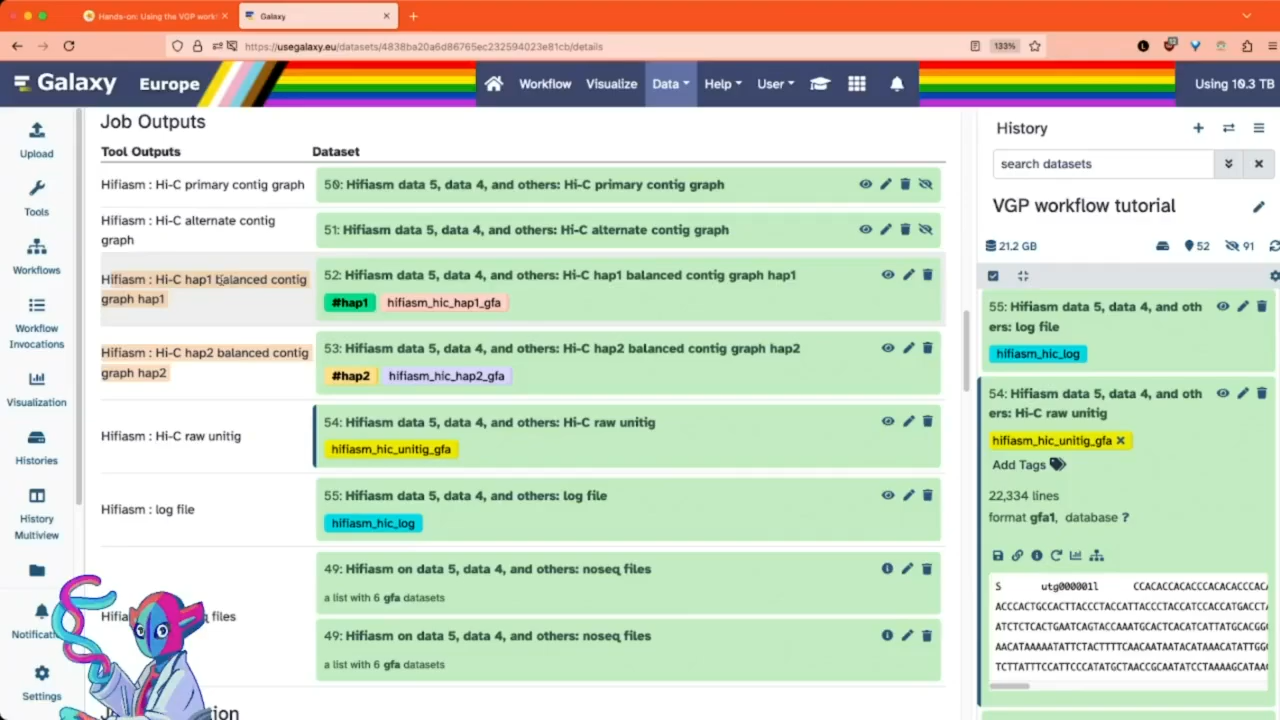 Hands-on: Using the VGP work
Galaxy
https://usegalaxy.eu/datasets/4838ba20a6d86765ec232594023e81cb/details
133%
Galaxy Europe
Workflow
Visualize
Data
Help
User
Using 10.3 TB
Upload
Tools
Workflows
Workflow
Invocations
Visualization
Histories
History
Multiview
Notificat
Settings
Job Outputs
Tool Outputs
Dataset
Hifiasm : Hi-C primary contig graph
50: Hifiasm data 5, data 4, and others: Hi-C primary contig graph
Hifiasm : Hi-C alternate contig
graph
51: Hifiasm data 5, data 4, and others: Hi-C alternate contig graph
Hifiasm : Hi-C hap1 balanced contig
graph hap1
52: Hifiasm data 5, data 4, and others: Hi-C hap1 balanced contig graph hap1
#hap1
hifiasm_hic_hap1_gfa
Hifiasm : Hi-C hap2 balanced contig
graph hap2
53: Hifiasm data 5, data 4, and others: Hi-C hap2 balanced contig graph hap2
#hap2
hifiasm_hic_hap2_gfa
Hifiasm : Hi-C raw unitig
54: Hifiasm data 5, data 4, and others: Hi-C raw unitig
hifiasm_hic_unitig_gfa
Hifiasm : log file
55: Hifiasm data 5, data 4, and others: log file
hifiasm_hic_log
files
49: Hifiasm on data 5, data 4, and others: noseq files
a list with 6 gfa datasets
49: Hifiasm on data 5, data 4, and others: noseq files
a list with 6 gfa datasets
History
search datasets
VGP workflow tutorial
21.2 GB
52
91
55: Hifiasm data 5, data 4, and oth
ers: log file
hifiasm_hic_log
54: Hifiasm data 5, data 4, and oth
ers: Hi-C raw unitig
hifiasm_hic_unitig_gfa
Add Tags
22,334 lines
format gfa1, database ?
S utg000001l CCACACCACACCCACACACCCACA
ACCCACTGCCACTTACCCTACCATTACCCTACCATCCACCATGACCTA
ATCTCTCACTGAATCAGTACCAAATGCACTCACATCATTATGCACGG
AACATAAAAATATTCTACTTTTCAACAATAATACATAAACATATTGG
TCTTATTTCCATTCCCATATGCTAACCGCAATATCCTAAAAGCATAA